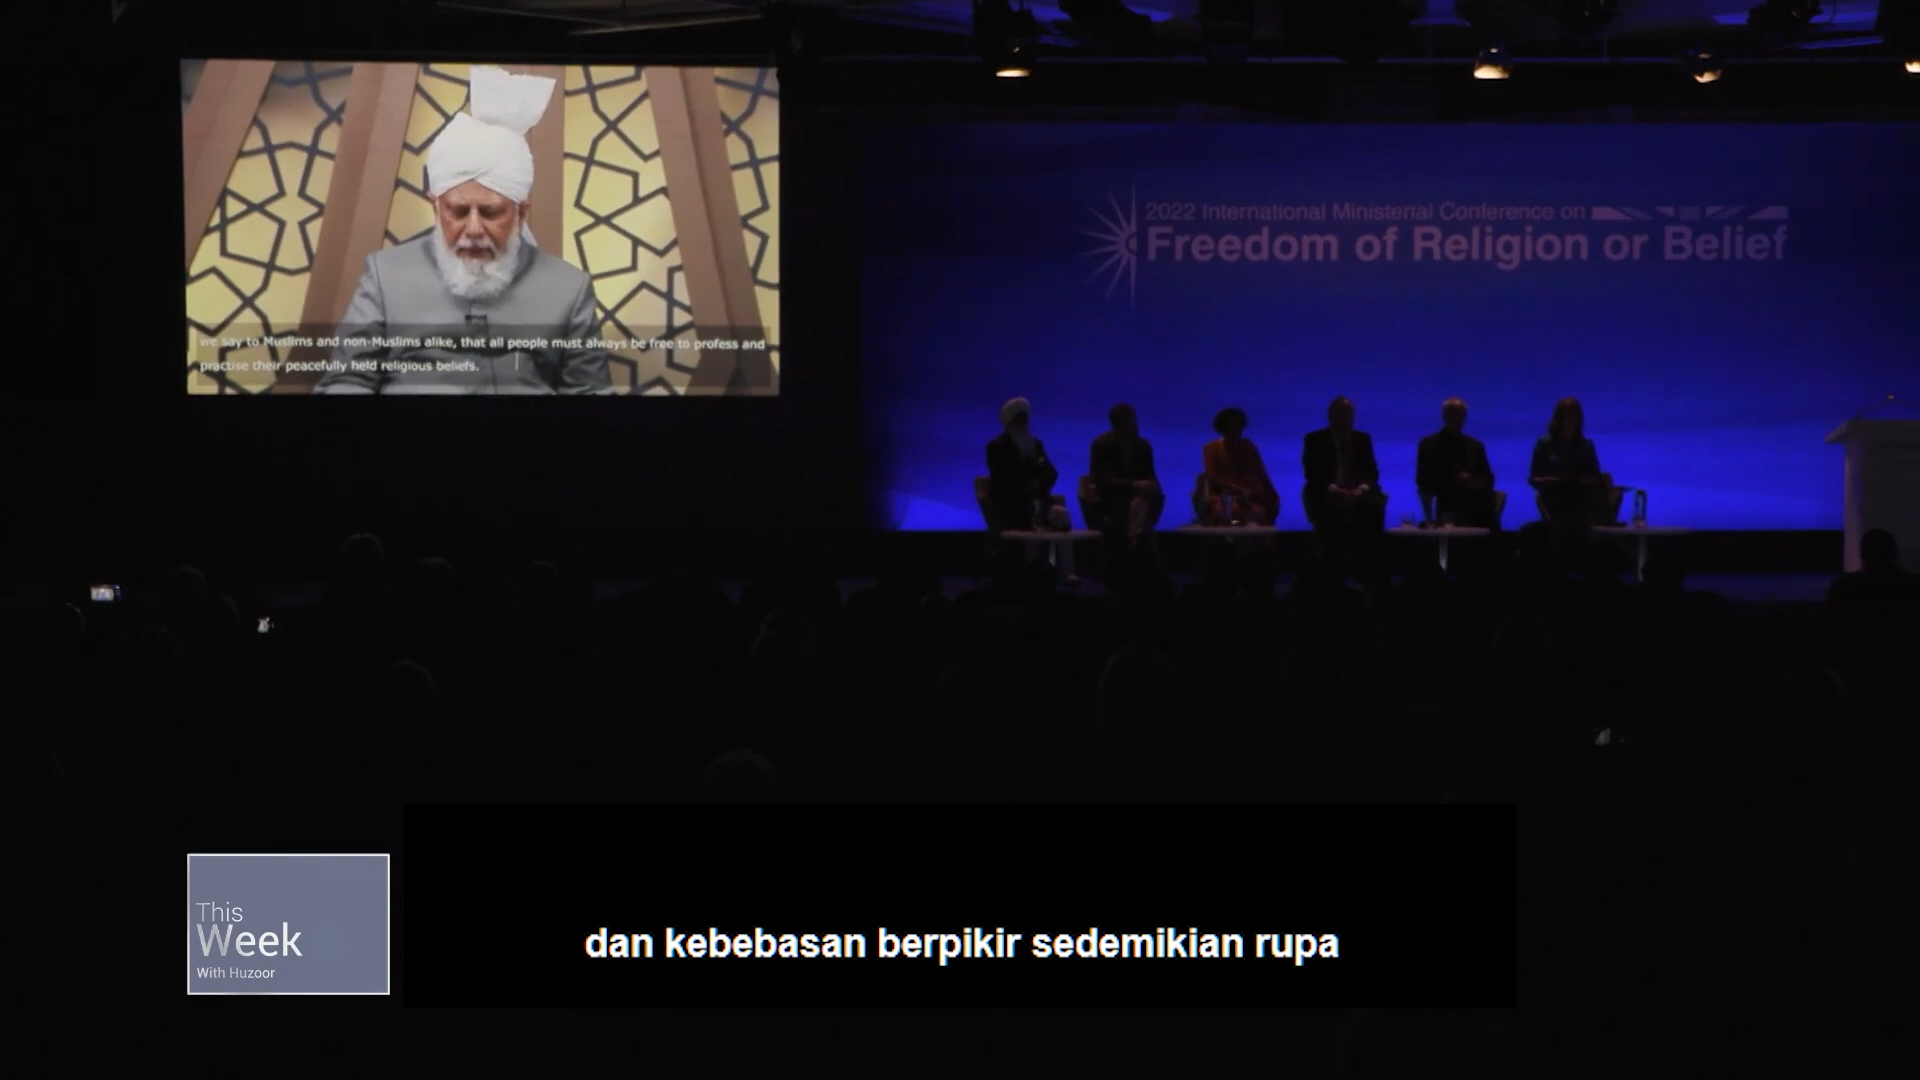 we say to Muslims and non-Muslims alike, that all people must always be free to profess and
practise their peacefully held religious beliefs.
2022 International Ministerial Conference on
Freedom of Religion or Belief
This
Week
With Huzoor
dan kebebasan berpikir sedemikian rupa